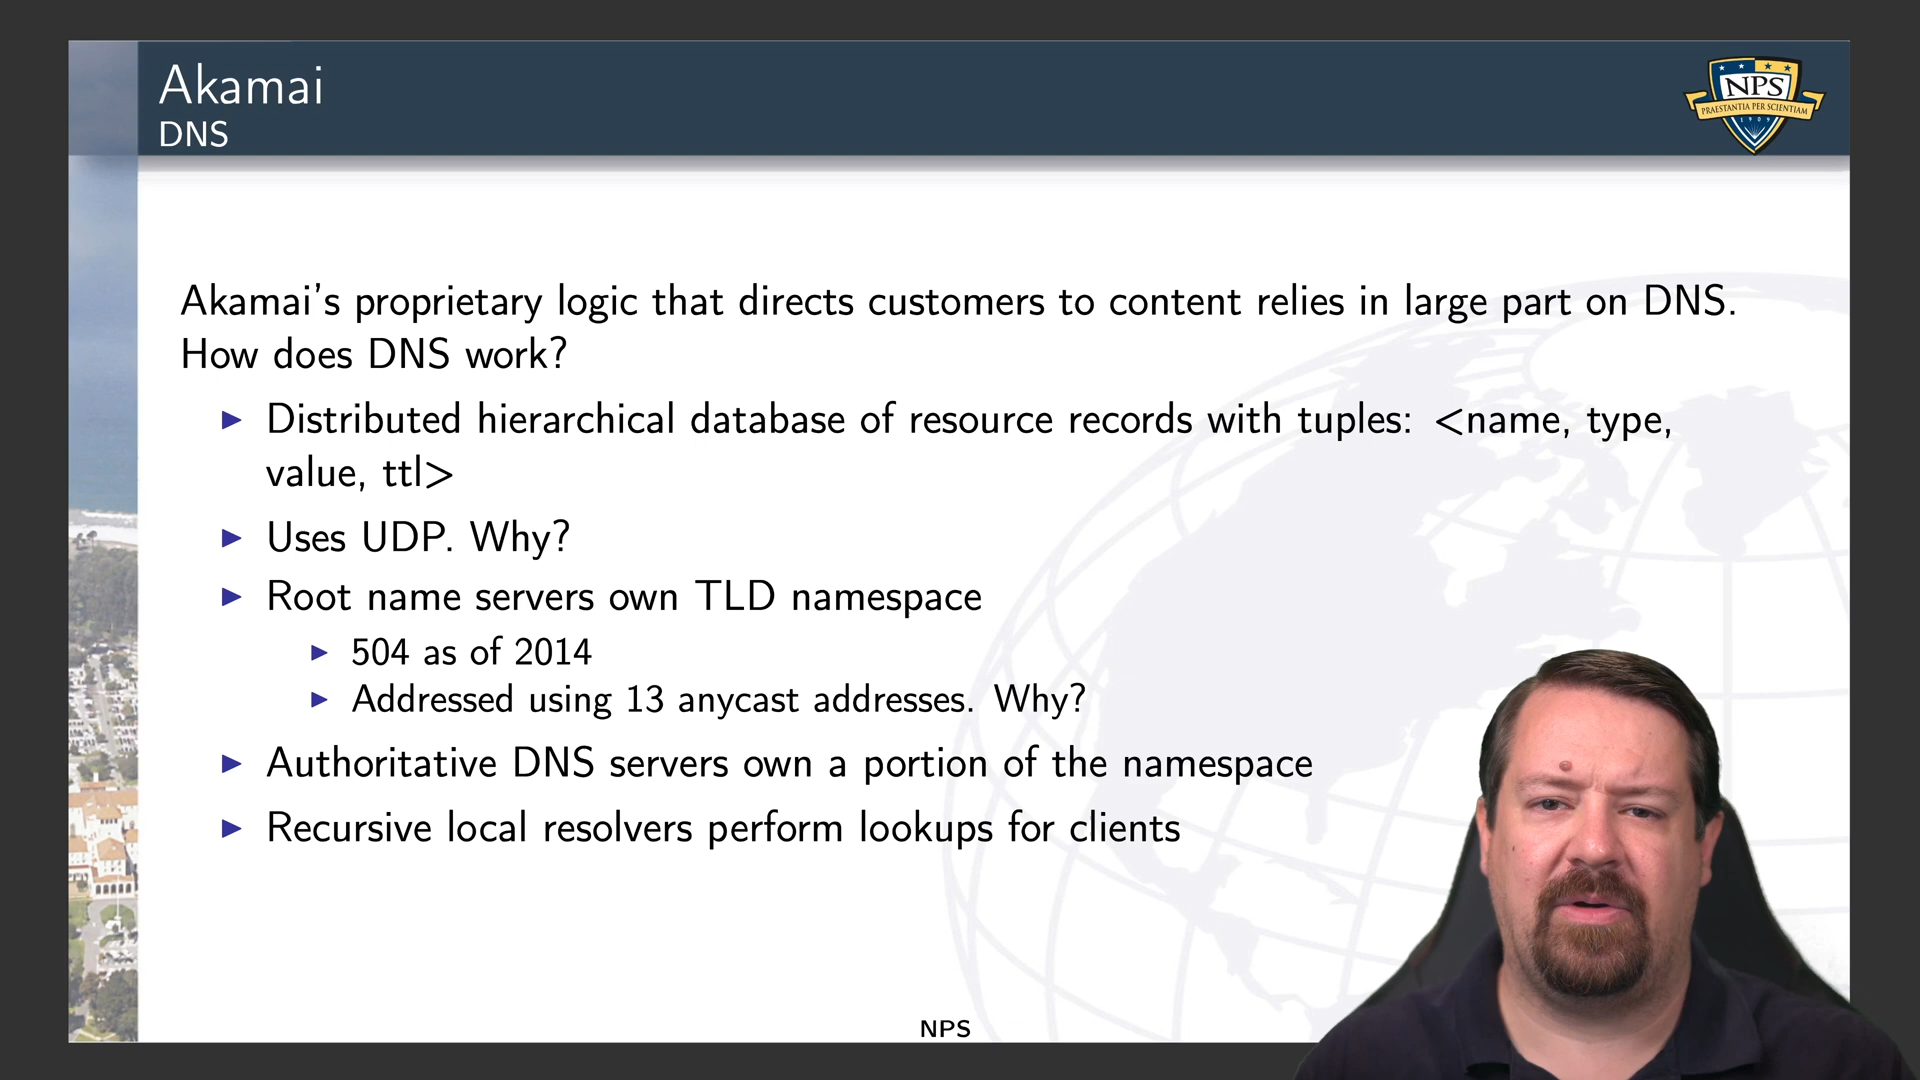 Akamai
DNS
NPS
PRAESTANTIA PER SCIENTIAM
1909
Akamai's proprietary logic that directs customers to content relies in large part on DNS.
How does DNS work?
Distributed hierarchical database of resource records with tuples: <name, type,
value, ttl>
Uses UDP. Why?
Root name servers own TLD namespace
504 as of 2014
Addressed using 13 anycast addresses. Why?
Authoritative DNS servers own a portion of the namespace
Recursive local resolvers perform lookups for clients
NPS